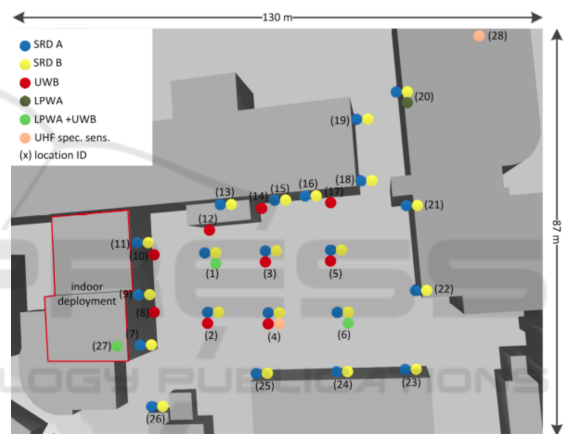 130 m
SRD A
SRD B
UWB
LPWA
LPWA +UWB
UHF spec. sens.
(x) location ID
(28)
(20)
(19)
(18)
(17)
(16)
(15)
(14)
(13)
(12)
(21)
(11)
(10)
(1)
(3)
(5)
87 m
indoor
deployment
(9)
(8)
(22)
(7)
(27)
(2)
(4)
(6)
(25)
(24)
(23)
(26)
LOGY PUBLICATIONS